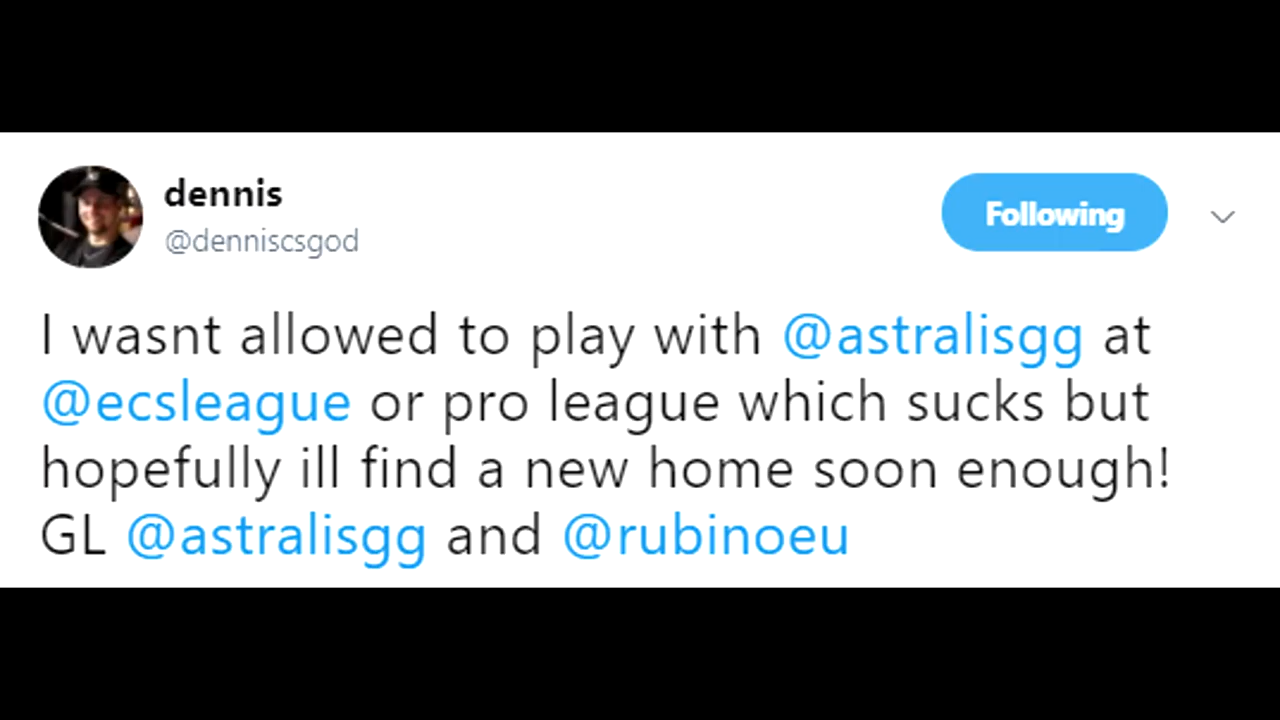 dennis
@denniscsgod
Following
I wasnt allowed to play with @astralisgg at
@ecsleague or pro league which sucks but
hopefully ill find a new home soon enough!
GL @astralisgg and @rubinoeu